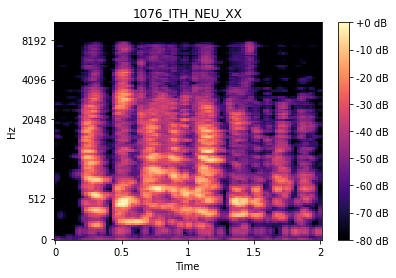 1076_ITH_NEU_XX
+0 dB
8192
-10 dB
4096
-20 dB
-30 dB
2048
Hz
-40 dB
1024
-50 dB
512
-60 dB
-70 dB
0
-80 dB
0 0.5 1 1.5 2
Time